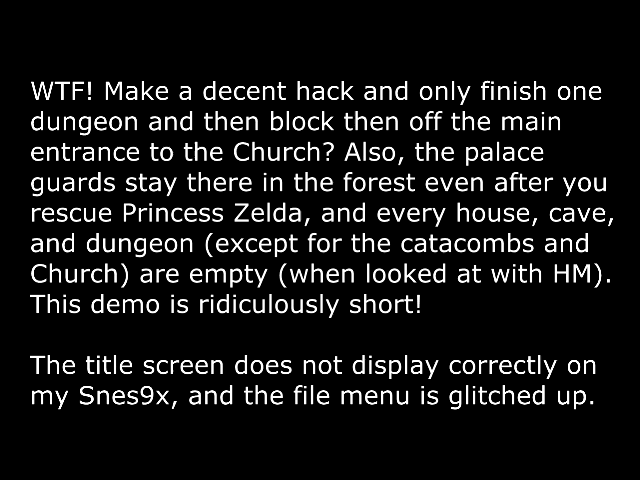 WTF! Make a decent hack and only finish one
dungeon and then block then off the main
entrance to the Church? Also, the palace
guards stay there in the forest even after you
rescue Princess Zelda, and every house, cave,
and dungeon (except for the catacombs and
Church) are empty (when looked at with HM).
This demo is ridiculously short!
The title screen does not display correctly on
my Snes9x, and the file menu is glitched up.